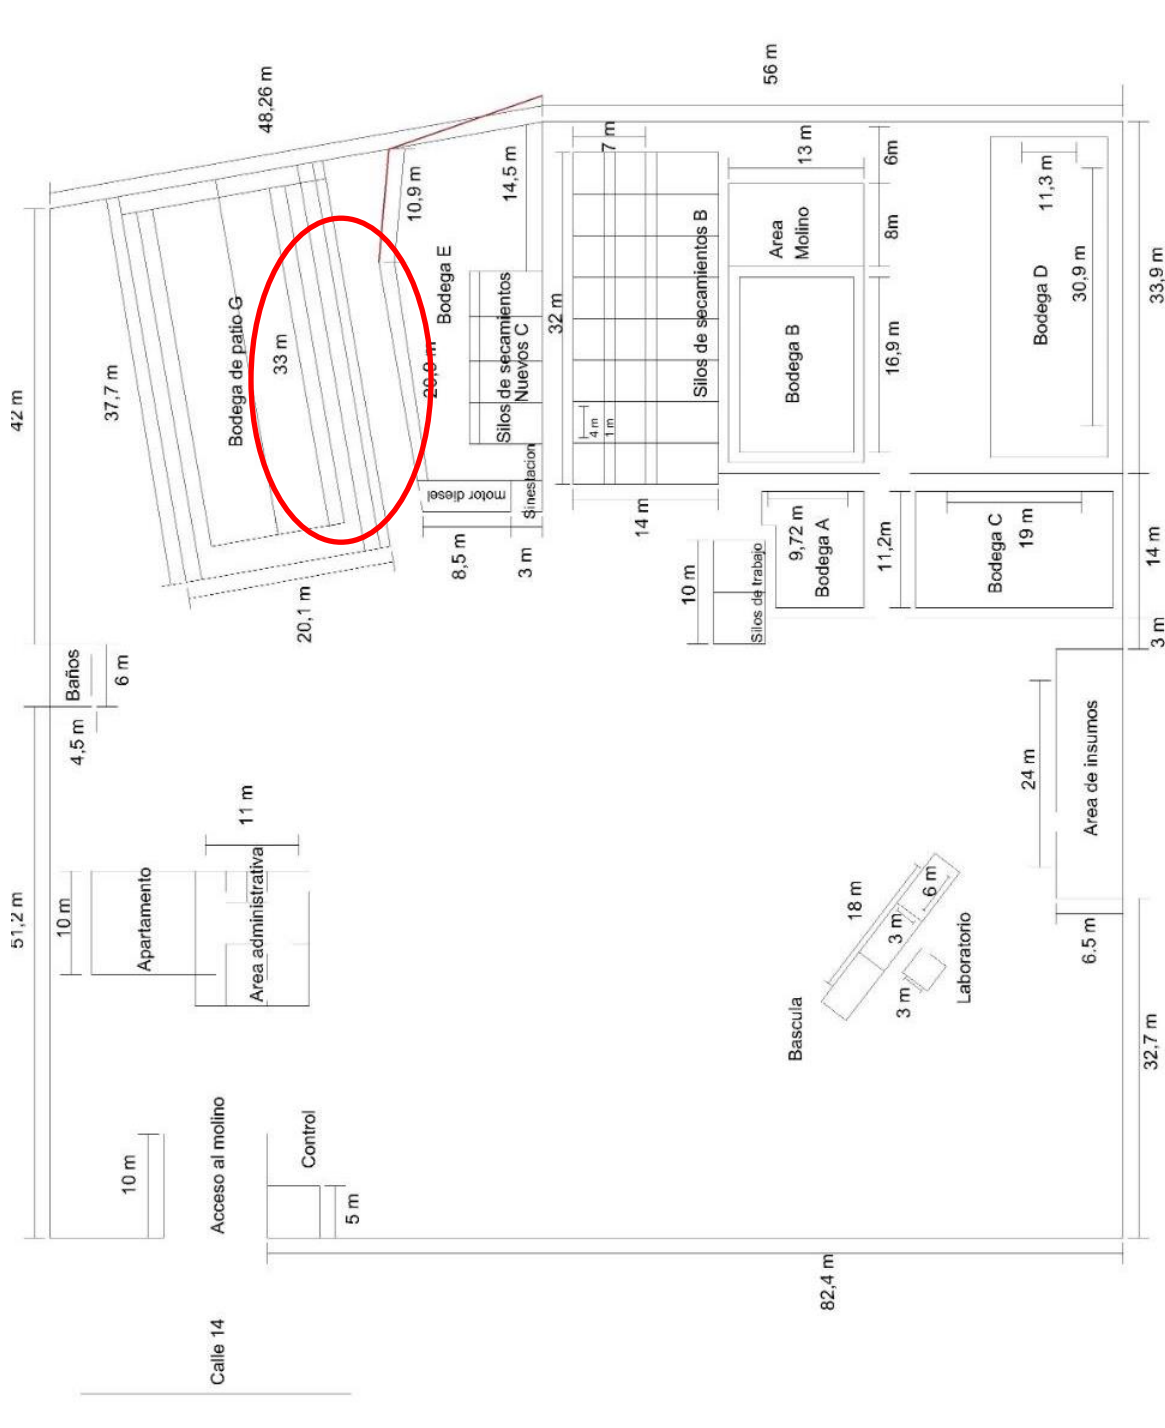 56 m
48,26 m
7 m
13 m
6m
14,5 m
10,9 m
11,3 m
42 m
37,7 m
Bodega de patio G
33 m
Bodega E
Silos de secamientos
Nuevos C
32 m
Silos de secamientos B
Area
Molino
8m
Bodega B
16,9 m
Bodega D
30,9 m
33,9 m
4 m
1 m
motor diesel
Sinestacion
8,5 m
3 m
14 m
9,72 m
Bodega A
11,2m
Bodega C
19 m
14 m
20,1 m
10 m
Silos de trabajo
3 m
Baños
6 m
4,5 m
24 m
Area de insumos
11 m
51,2 m
10 m
Apartamento
Area administrativa
18 m
6 m
3 m
3 m
Laboratorio
Bascula
6.5 m
32,7 m
10 m
Acceso al molino
Control
5 m
82,4 m
Calle 14